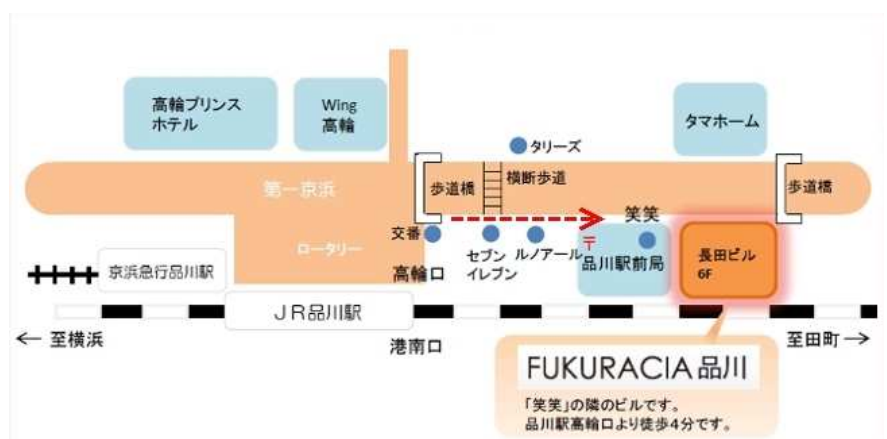 高輪プリンス
ホテル
Wing
高輪
タマホーム
タリーズ
第一京浜
歩道橋
横断歩道
歩道橋
笑笑
ロータリー
交番
セブン
イレブン
ルノアール
〒
品川駅前局
長田ビル
6F
京浜急行品川駅
高輪口
JR品川駅
← 至横浜
港南口
至田町→
FUKURACIA品川
「笑笑」の隣のビルです。
品川駅高輪口より徒歩4分です。